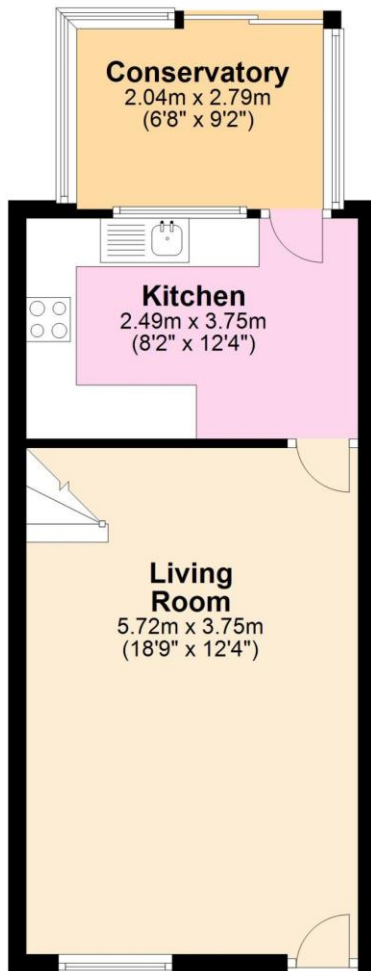 Conservatory
2.04m x 2.79m
(6'8" x 9'2")
Kitchen
2.49m x 3.75m
(8'2" x 12'4")
Living
Room
5.72m x 3.75m
(18'9" x 12'4")